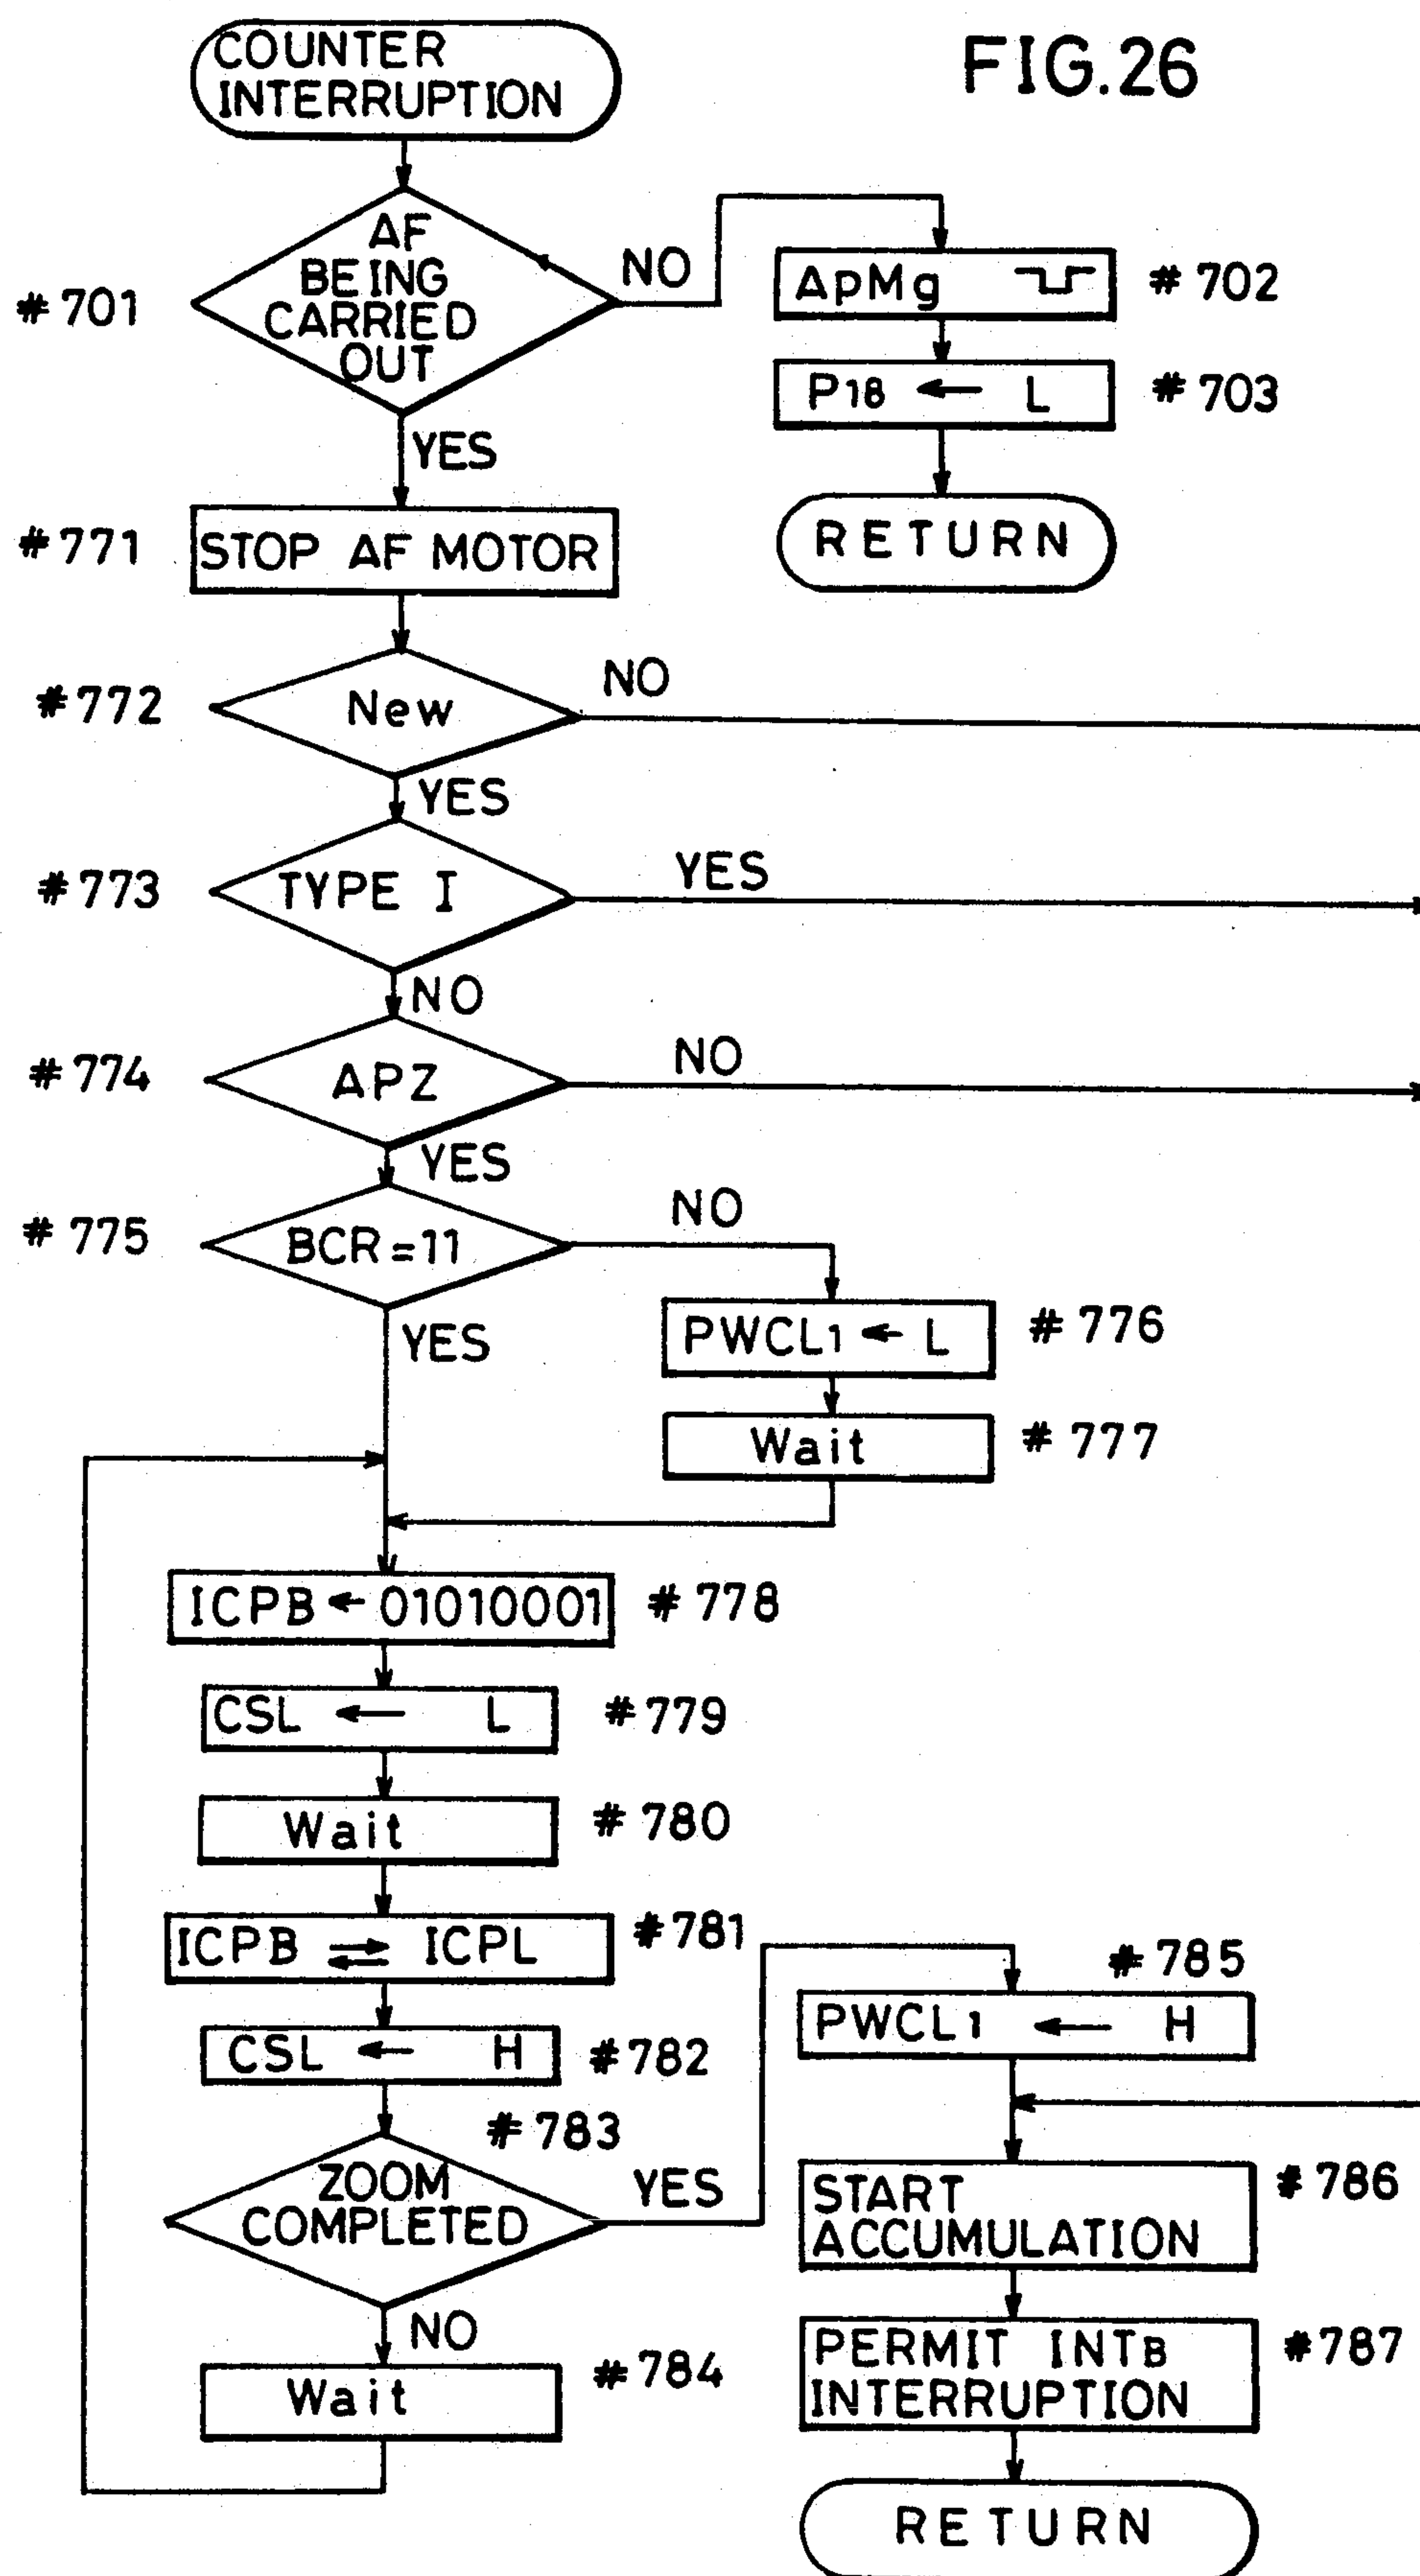 FIG.26
COUNTER
INTERRUPTION
#701
AF
BEING
CARRIED
OUT
NO
YES
ApMg
#702
P18 ← L
#703
RETURN
#771
STOP AF MOTOR
#772
New
NO
YES
#773
TYPE I
YES
NO
#774
APZ
NO
YES
#775
BCR=11
NO
YES
PWCL1 ← L
#776
Wait
#777
ICPB ← 01010001
#778
CSL ← L
#779
Wait
#780
ICPB ⇄ ICPL
#781
CSL ← H
#782
#783
ZOOM
COMPLETED
YES
NO
Wait
#784
#785
PWCL1 ← H
START
ACCUMULATION
#786
PERMIT INTB
INTERRUPTION
#787
RETURN